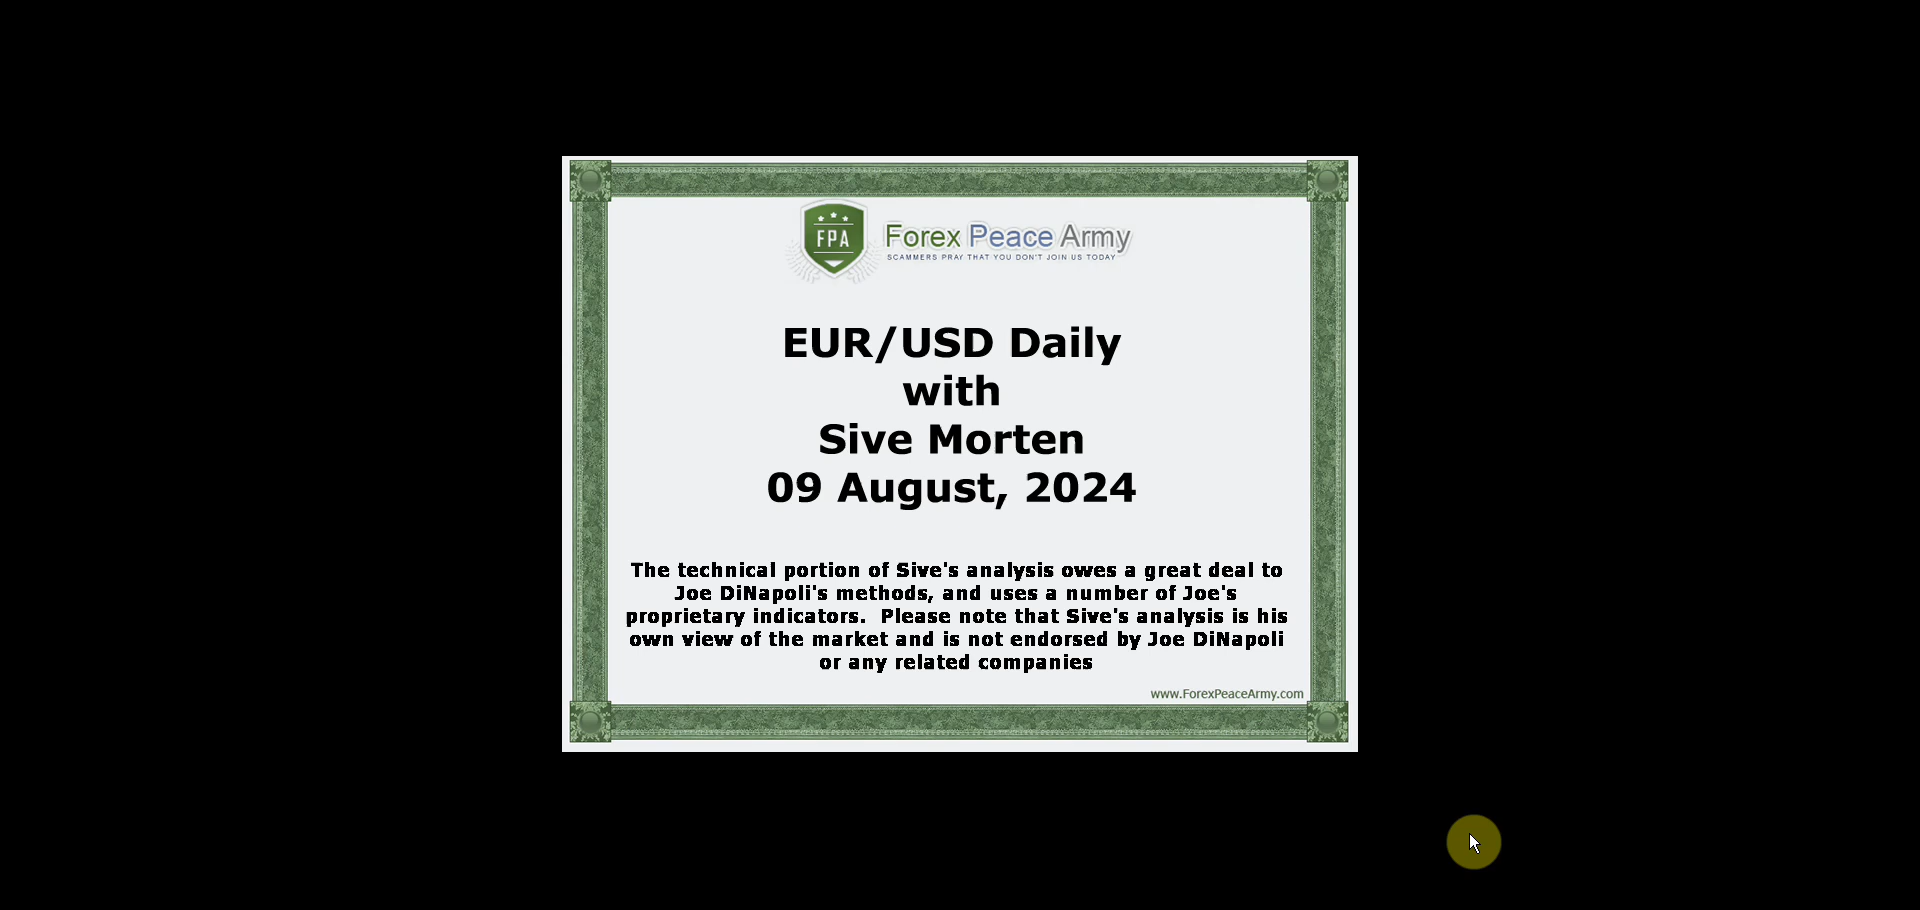 FPA
Forex Peace Army
SCAMMERS PRAY THAT YOU DON'T JOIN US TODAY
EUR/USD Daily
with
Sive Morten
09 August, 2024
The technical portion of Sive's analysis owes a great deal to
Joe DiNapoli's methods, and uses a number of Joe's
proprietary indicators.  Please note that Sive's analysis is his
own view of the market and is not endorsed by Joe DiNapoli
or any related companies
www.ForexPeaceArmy.com